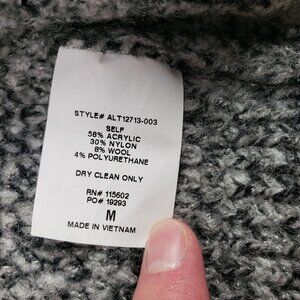 STYLE# ALT12713-003
SELF
58% ACRYLIC
30% NYLON
8% WOOL
4% POLYURETHANE
DRY CLEAN ONLY
RN# 115602
PO# 19293
M
MADE IN VIETNAM